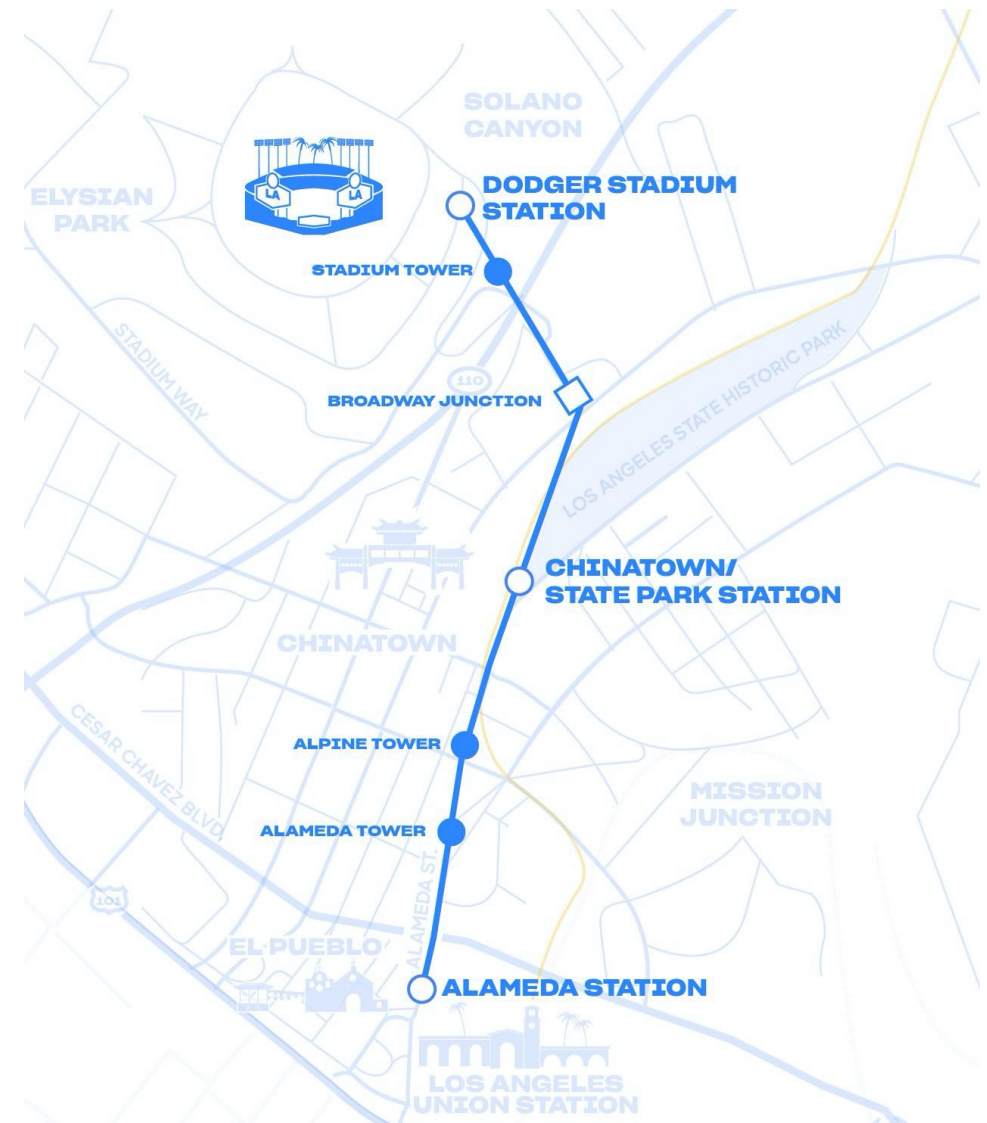 SOLANO
CANYON
ELYSIAN
PARK
LA
LA
DODGER STADIUM
STATION
STADIUM TOWER
STADIUM WAY
110
BROADWAY JUNCTION
LOS ANGELES STATE HISTORIC PARK
CHINATOWN/
STATE PARK STATION
CHINATOWN
CESAR CHAVEZ BLVD.
ALPINE TOWER
MISSION
JUNCTION
ALAMEDA TOWER
ALAMEDA ST.
101
EL PUEBLO
ALAMEDA STATION
LOS ANGELES
UNION STATION